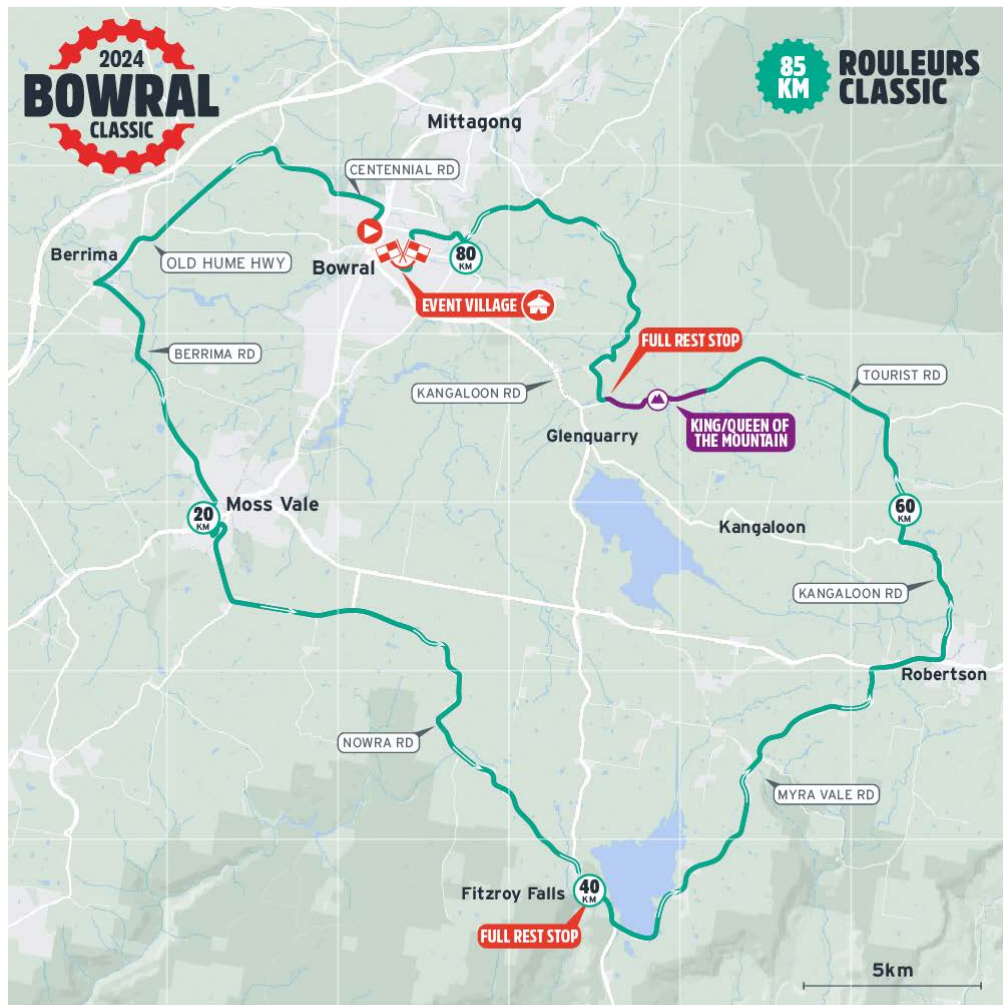 2024
BOWRAL
CLASSIC
85
KM
ROULEURS
CLASSIC
Mittagong
CENTENNIAL RD
Berrima
OLD HUME HWY
Bowral
80
KM
EVENT VILLAGE
BERRIMA RD
FULL REST STOP
KANGALOON RD
TOURIST RD
KING/QUEEN OF
THE MOUNTAIN
Glenquarry
Moss Vale
20
KM
60
KM
Kangaloon
KANGALOON RD
Robertson
NOWRA RD
MYRA VALE RD
Fitzroy Falls
40
KM
FULL REST STOP
5km